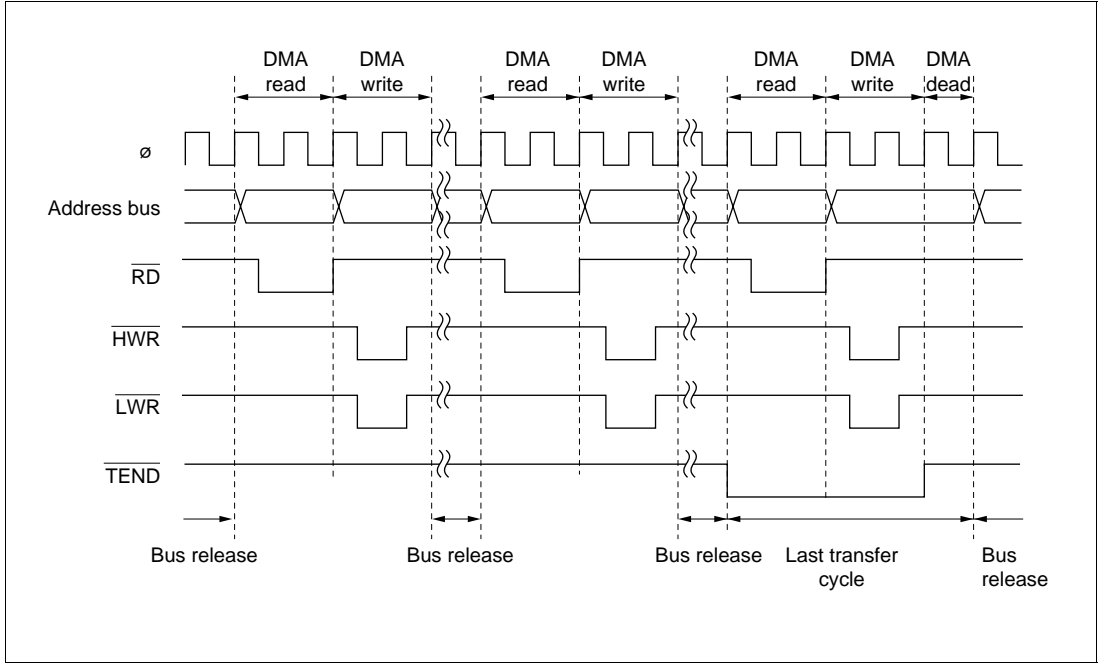 DMA read
DMA write
DMA read
DMA write
DMA read
DMA write
DMA dead
ø
Address bus
RD
HWR
LWR
TEND
Bus release
Bus release
Bus release
Last transfer cycle
Bus release